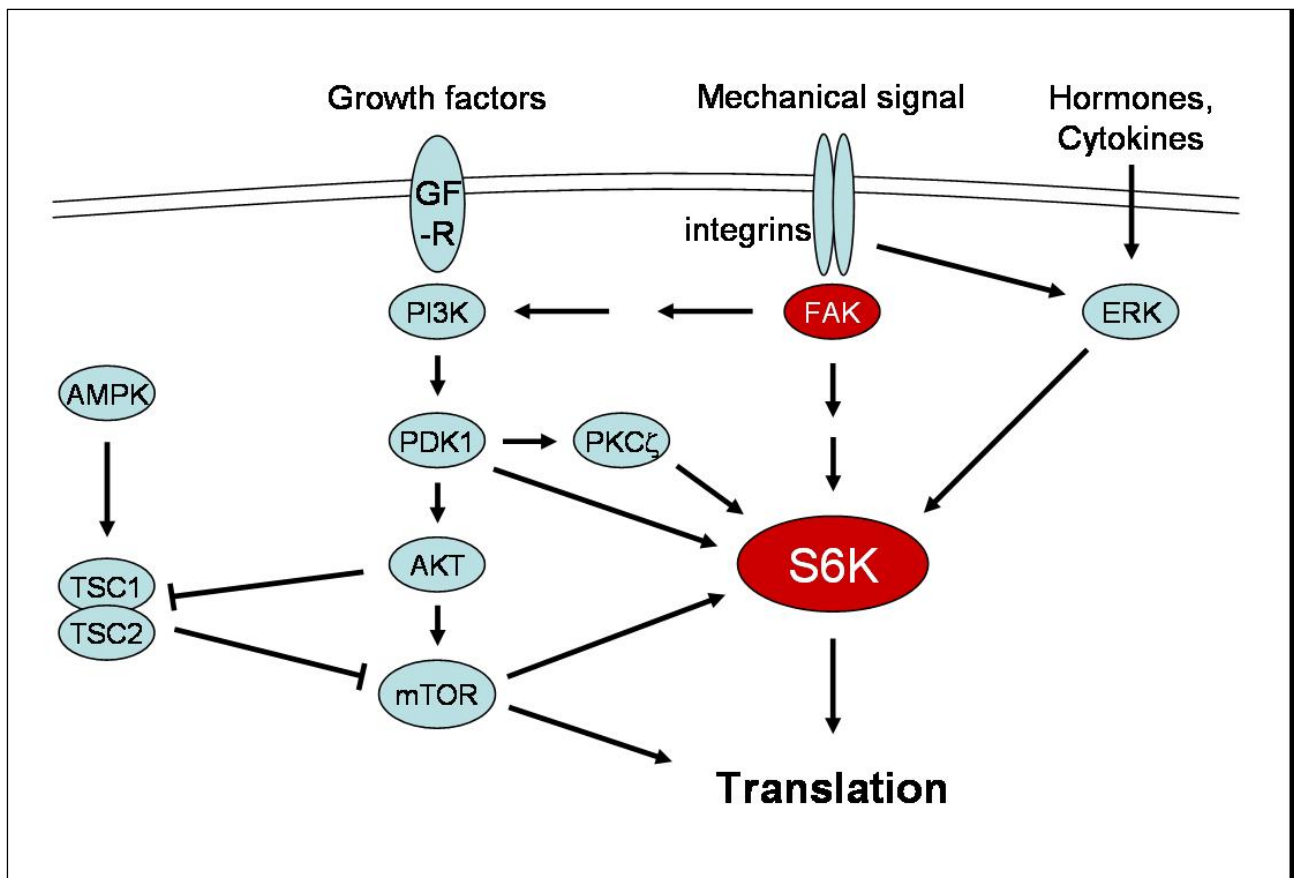 Growth factors
Mechanical signal
Hormones,
Cytokines
GF
-R
integrins
PI3K
FAK
ERK
AMPK
PDK1
PKCζ
TSC1
AKT
S6K
TSC2
mTOR
Translation